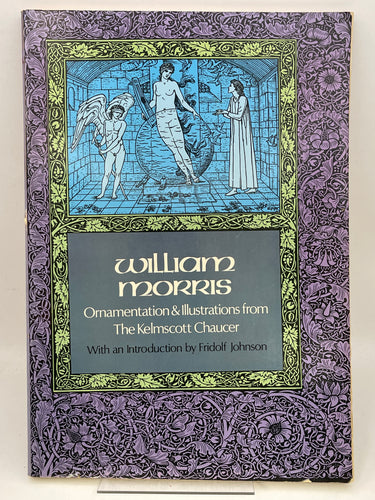 William
Morris
Ornamentation & Illustrations from
The Kelmscott Chaucer
With an Introduction by Fridolf Johnson